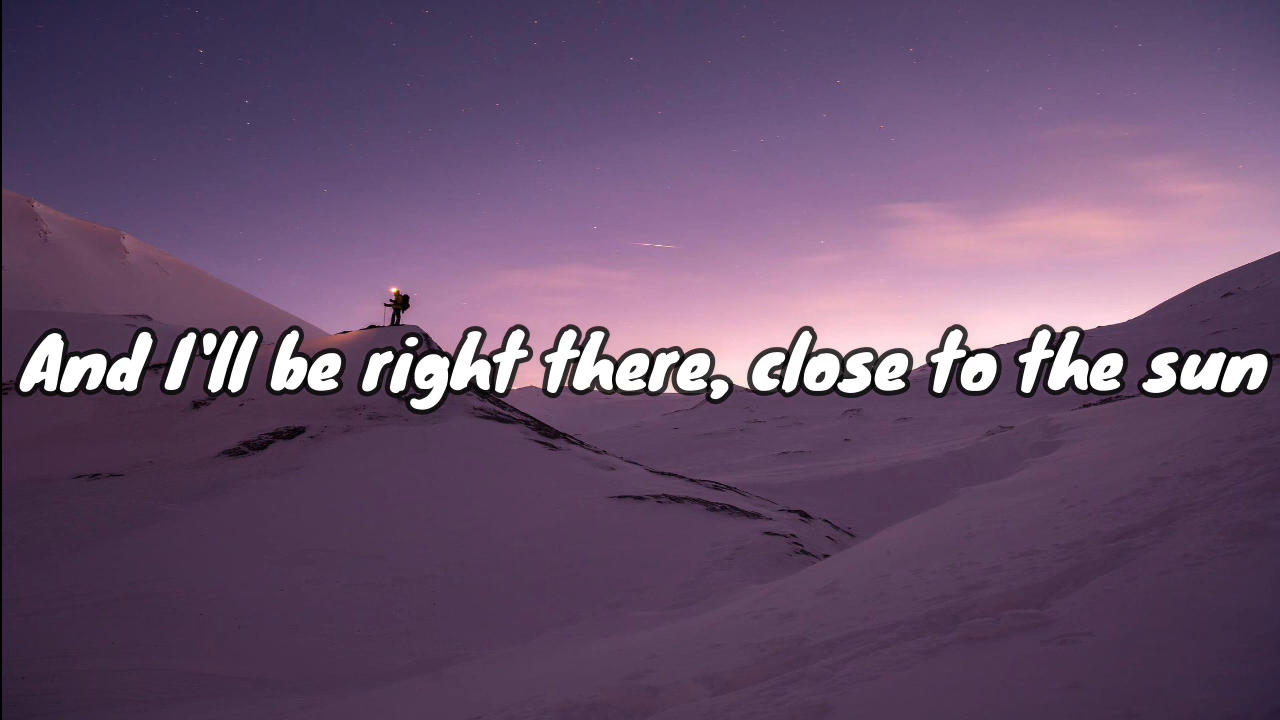 And I'll be right there, close to the sun